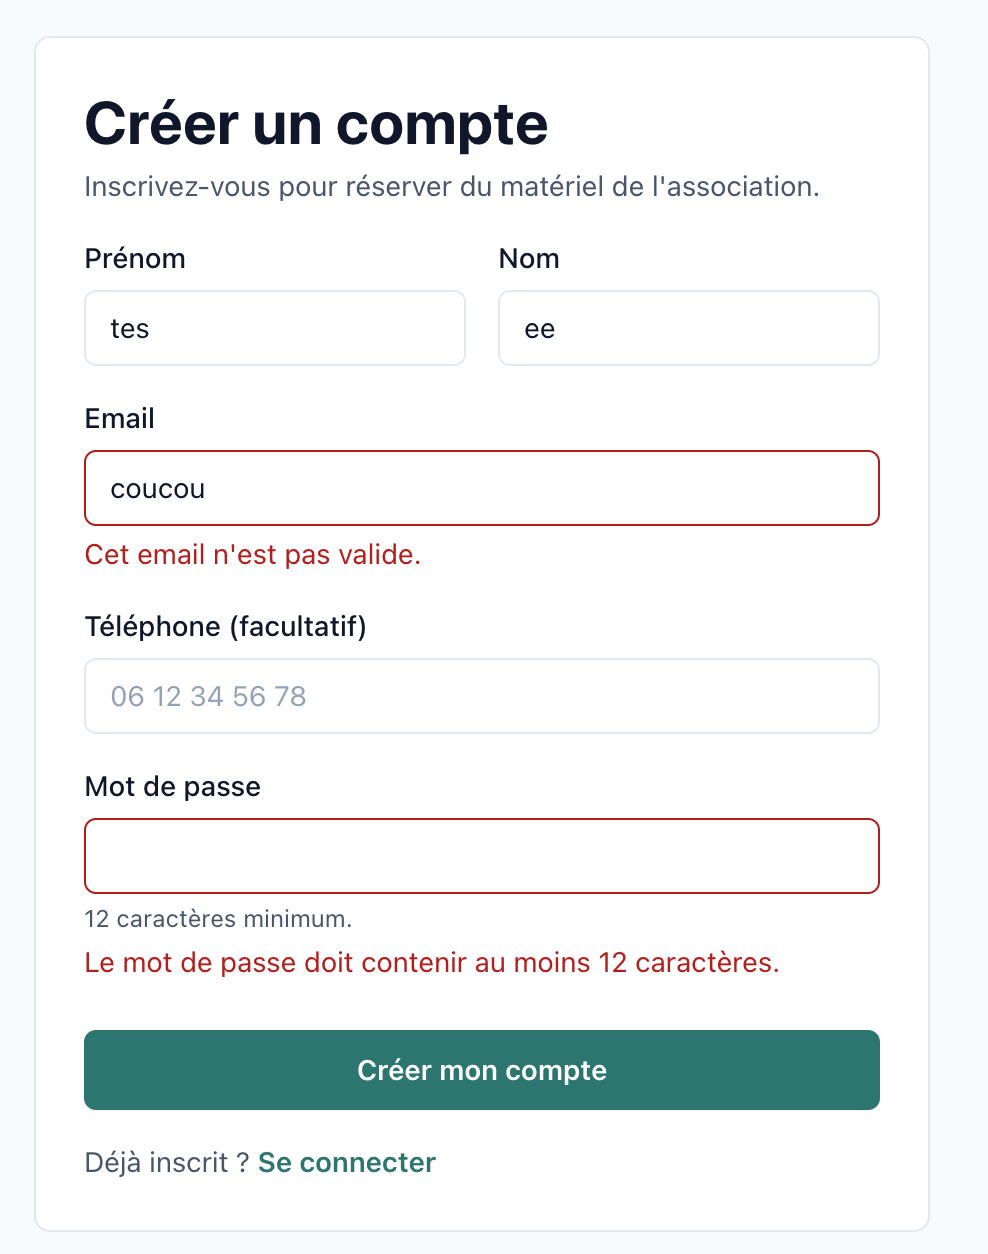 Créer un compte
Inscrivez-vous pour réserver du matériel de l'association.
Prénom
Nom
tes
ee
Email
coucou
Cet email n'est pas valide.
Téléphone (facultatif)
06 12 34 56 78
Mot de passe
12 caractères minimum.
Le mot de passe doit contenir au moins 12 caractères.
Créer mon compte
Déjà inscrit ? Se connecter